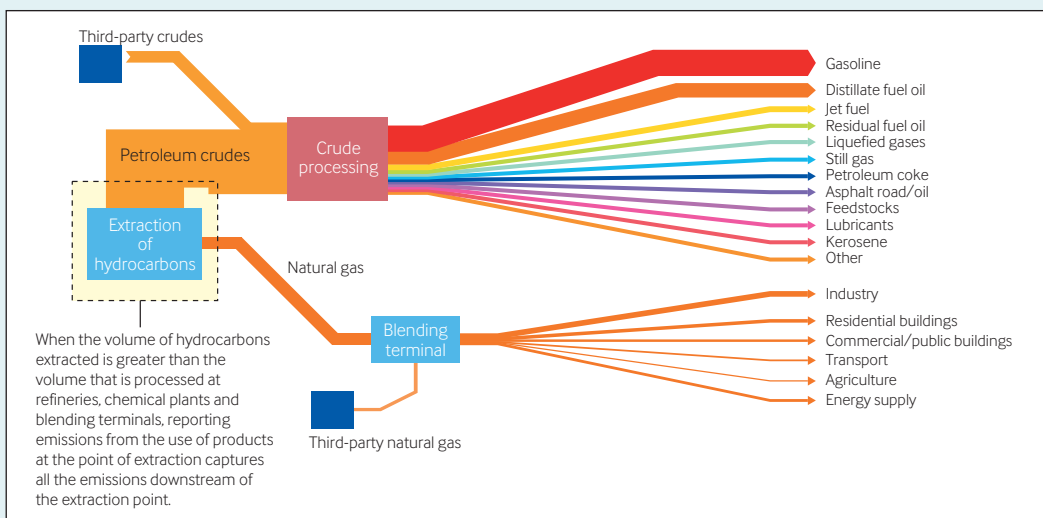 Third-party crudes
Petroleum crudes
Crude
processing
Extraction
of
hydrocarbons
Natural gas
Blending
terminal
Third-party natural gas
Gasoline
Distillate fuel oil
Jet fuel
Residual fuel oil
Liquefied gases
Still gas
Petroleum coke
Asphalt road/oil
Feedstocks
Lubricants
Kerosene
Other
Industry
Residential buildings
Commercial/public buildings
Transport
Agriculture
Energy supply
When the volume of hydrocarbons
extracted is greater than the
volume that is processed at
refineries, chemical plants and
blending terminals, reporting
emissions from the use of products
at the point of extraction captures
all the emissions downstream of
the extraction point.